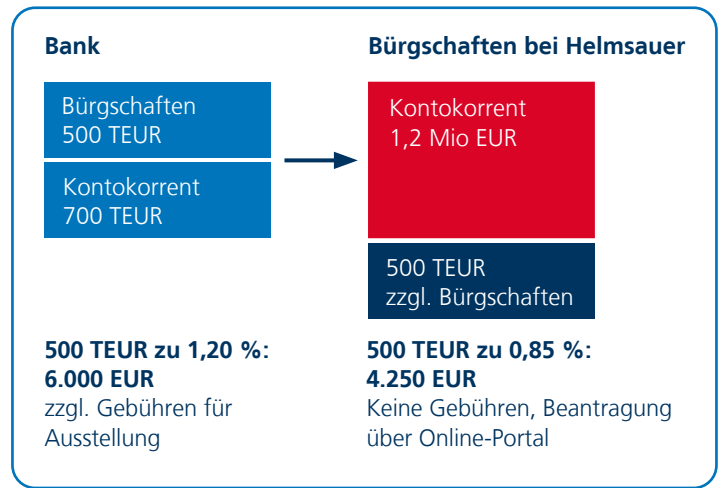 Bank
Bürgschaften
500 TEUR
Kontokorrent
700 TEUR
500 TEUR zu 1,20 %:
6.000 EUR
zzgl. Gebühren für
Ausstellung
Bürgschaften bei Helmsauer
Kontokorrent
1,2 Mio EUR
500 TEUR
zzgl. Bürgschaften
500 TEUR zu 0,85 %:
4.250 EUR
Keine Gebühren, Beantragung
über Online-Portal